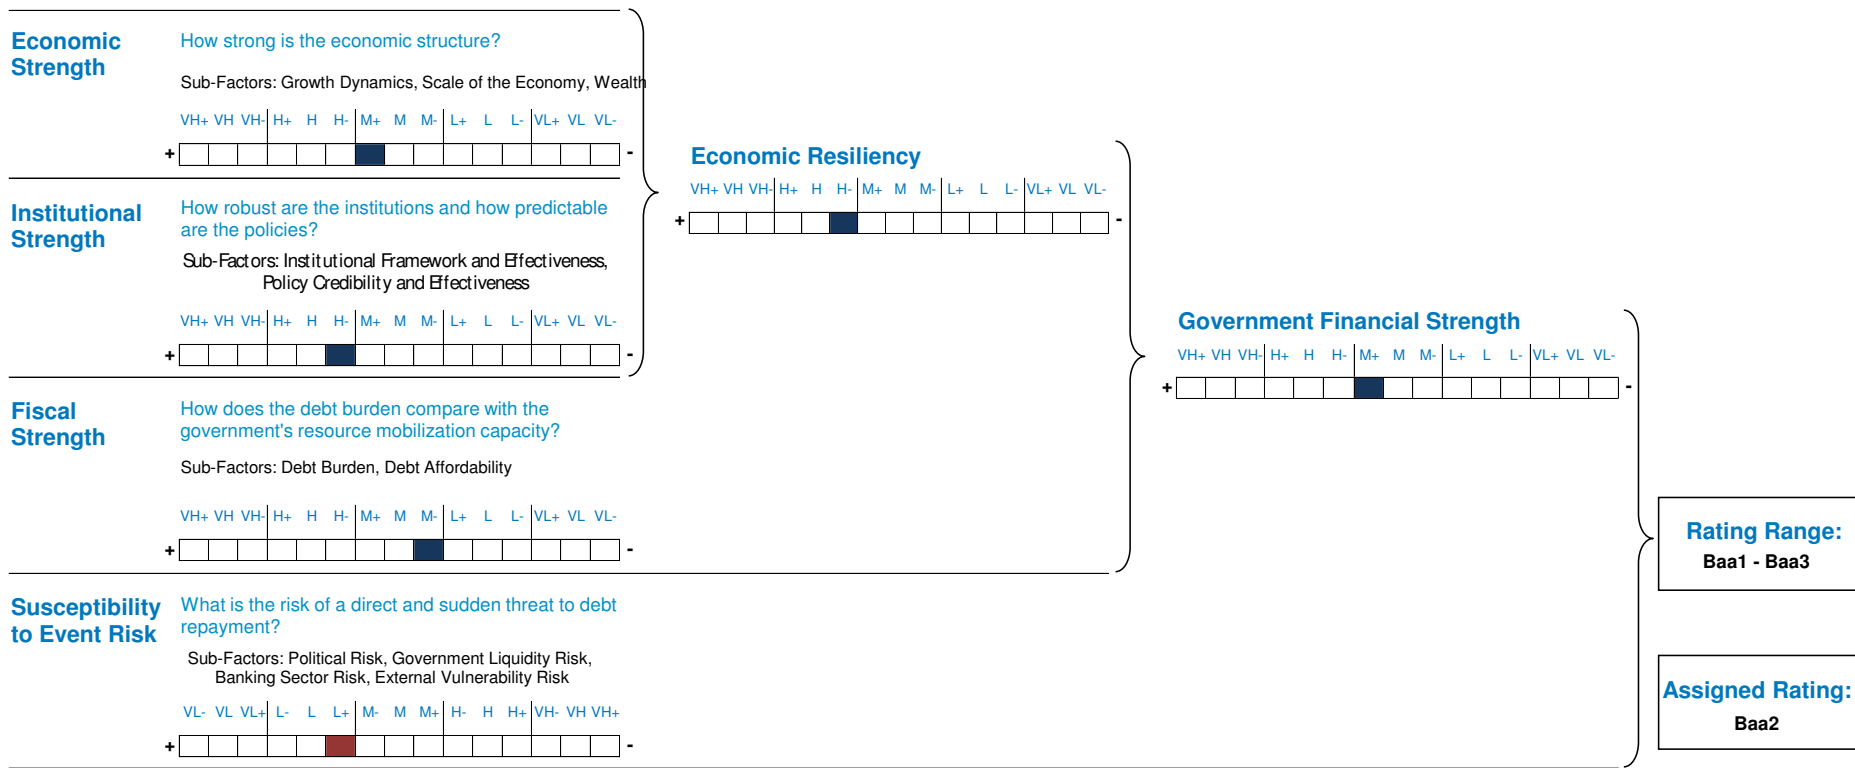 Economic
Strength
How strong is the economic structure?
Sub-Factors: Growth Dynamics, Scale of the Economy, Wealth
VH+ VH VH- H+ H H- M+ M M- L+ L L- VL+ VL VL-
+ -
Institutional
Strength
How robust are the institutions and how predictable
are the policies?
Sub-Factors: Institutional Framework and Effectiveness,
Policy Credibility and Effectiveness
VH+ VH VH- H+ H H- M+ M M- L+ L L- VL+ VL VL-
+ -
Economic Resiliency
VH+ VH VH- H+ H H- M+ M M- L+ L L- VL+ VL VL-
+ -
Fiscal
Strength
How does the debt burden compare with the
government's resource mobilization capacity?
Sub-Factors: Debt Burden, Debt Affordability
VH+ VH VH- H+ H H- M+ M M- L+ L L- VL+ VL VL-
+ -
Government Financial Strength
VH+ VH VH- H+ H H- M+ M M- L+ L L- VL+ VL VL-
+ -
Susceptibility
to Event Risk
What is the risk of a direct and sudden threat to debt
repayment?
Sub-Factors: Political Risk, Government Liquidity Risk,
Banking Sector Risk, External Vulnerability Risk
VL- VL VL+ L- L L+ M- M M+ H- H H+ VH- VH VH+
+ -
Rating Range:
Baa1 - Baa3
Assigned Rating:
Baa2